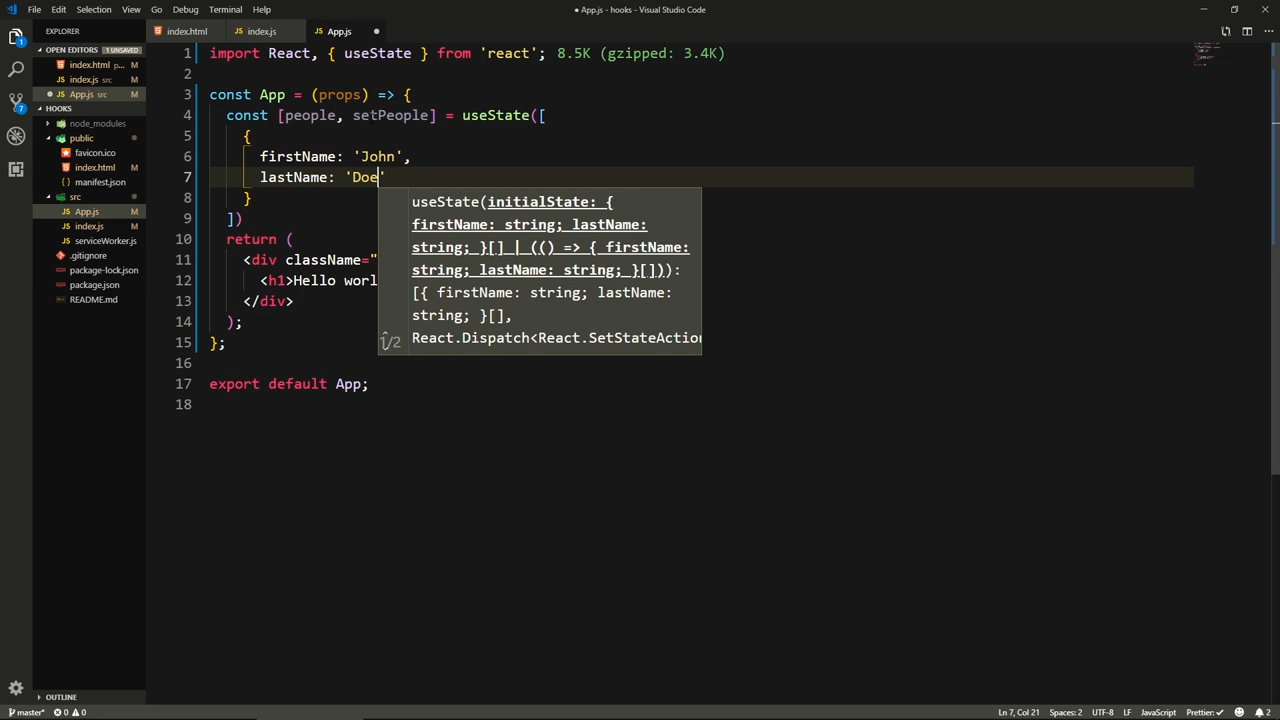 File Edit Selection View Go Debug Terminal Help
● App.js - hooks - Visual Studio Code
EXPLORER
OPEN EDITORS 1 UNSAVED
index.html p... M
index.js src M
App.js src M
HOOKS
node_modules
public
favicon.ico
index.html M
manifest.json
src
App.js M
index.js M
serviceWorker.js
.gitignore
package-lock.json
package.json
README.md
OUTLINE
1
7
index.html index.js App.js
1 import React, { useState } from 'react'; 8.5K (gzipped: 3.4K)
2
3 const App = (props) => {
4 const [people, setPeople] = useState([
5 {
6 firstName: 'John',
7 lastName: 'Doe'
8 }
9 ])
10 return (
11 <div className="
12 <h1>Hello worl
13 </div>
14 );
15 };
16
17 export default App;
18
useState(initialState: {
firstName: string; lastName:
string; }[] | (() => { firstName:
string; lastName: string; }[])):
[{ firstName: string; lastName:
string; }[],
1/2 React.Dispatch<React.SetStateAction
master* 0 0
Ln 7, Col 21 Spaces: 2 UTF-8 LF JavaScript Prettier: ✓ 2